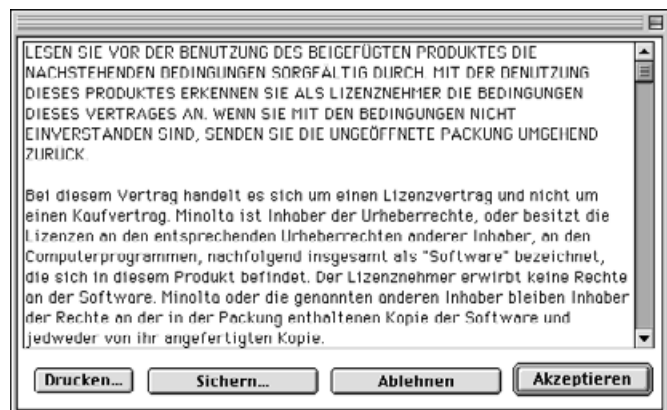 LESEN SIE VOR DER BENUTZUNG DES BEIGEFÜGTEN PRODUKTES DIE
NACHSTEHENDEN BEDINGUNGEN SORGFÄLTIG DURCH. MIT DER BENUTZUNG
DIESES PRODUKTES ERKENNEN SIE ALS LIZENZNEHMER DIE BEDINGUNGEN
DIESES VERTRAGES AN. WENN SIE MIT DEN BEDINGUNGEN NICHT
EINVERSTANDEN SIND, SENDEN SIE DIE UNGEÖFFNETE PACKUNG UMGEHEND
ZURÜCK.
Bei diesem Vertrag handelt es sich um einen Lizenzvertrag und nicht um
einen Kaufvertrag. Minolta ist Inhaber der Urheberrechte, oder besitzt die
Lizenzen an den entsprechenden Urheberrechten anderer Inhaber, an den
Computerprogrammen, nachfolgend insgesamt als "Software" bezeichnet,
die sich in diesem Produkt befindet. Der Lizenznehmer erwirbt keine Rechte
an der Software. Minolta oder die genannten anderen Inhaber bleiben Inhaber
der Rechte an der in der Packung enthaltenen Kopie der Software und
jedweder von ihr angefertigten Kopie.
Drucken... Sichern... Ablehnen Akzeptieren